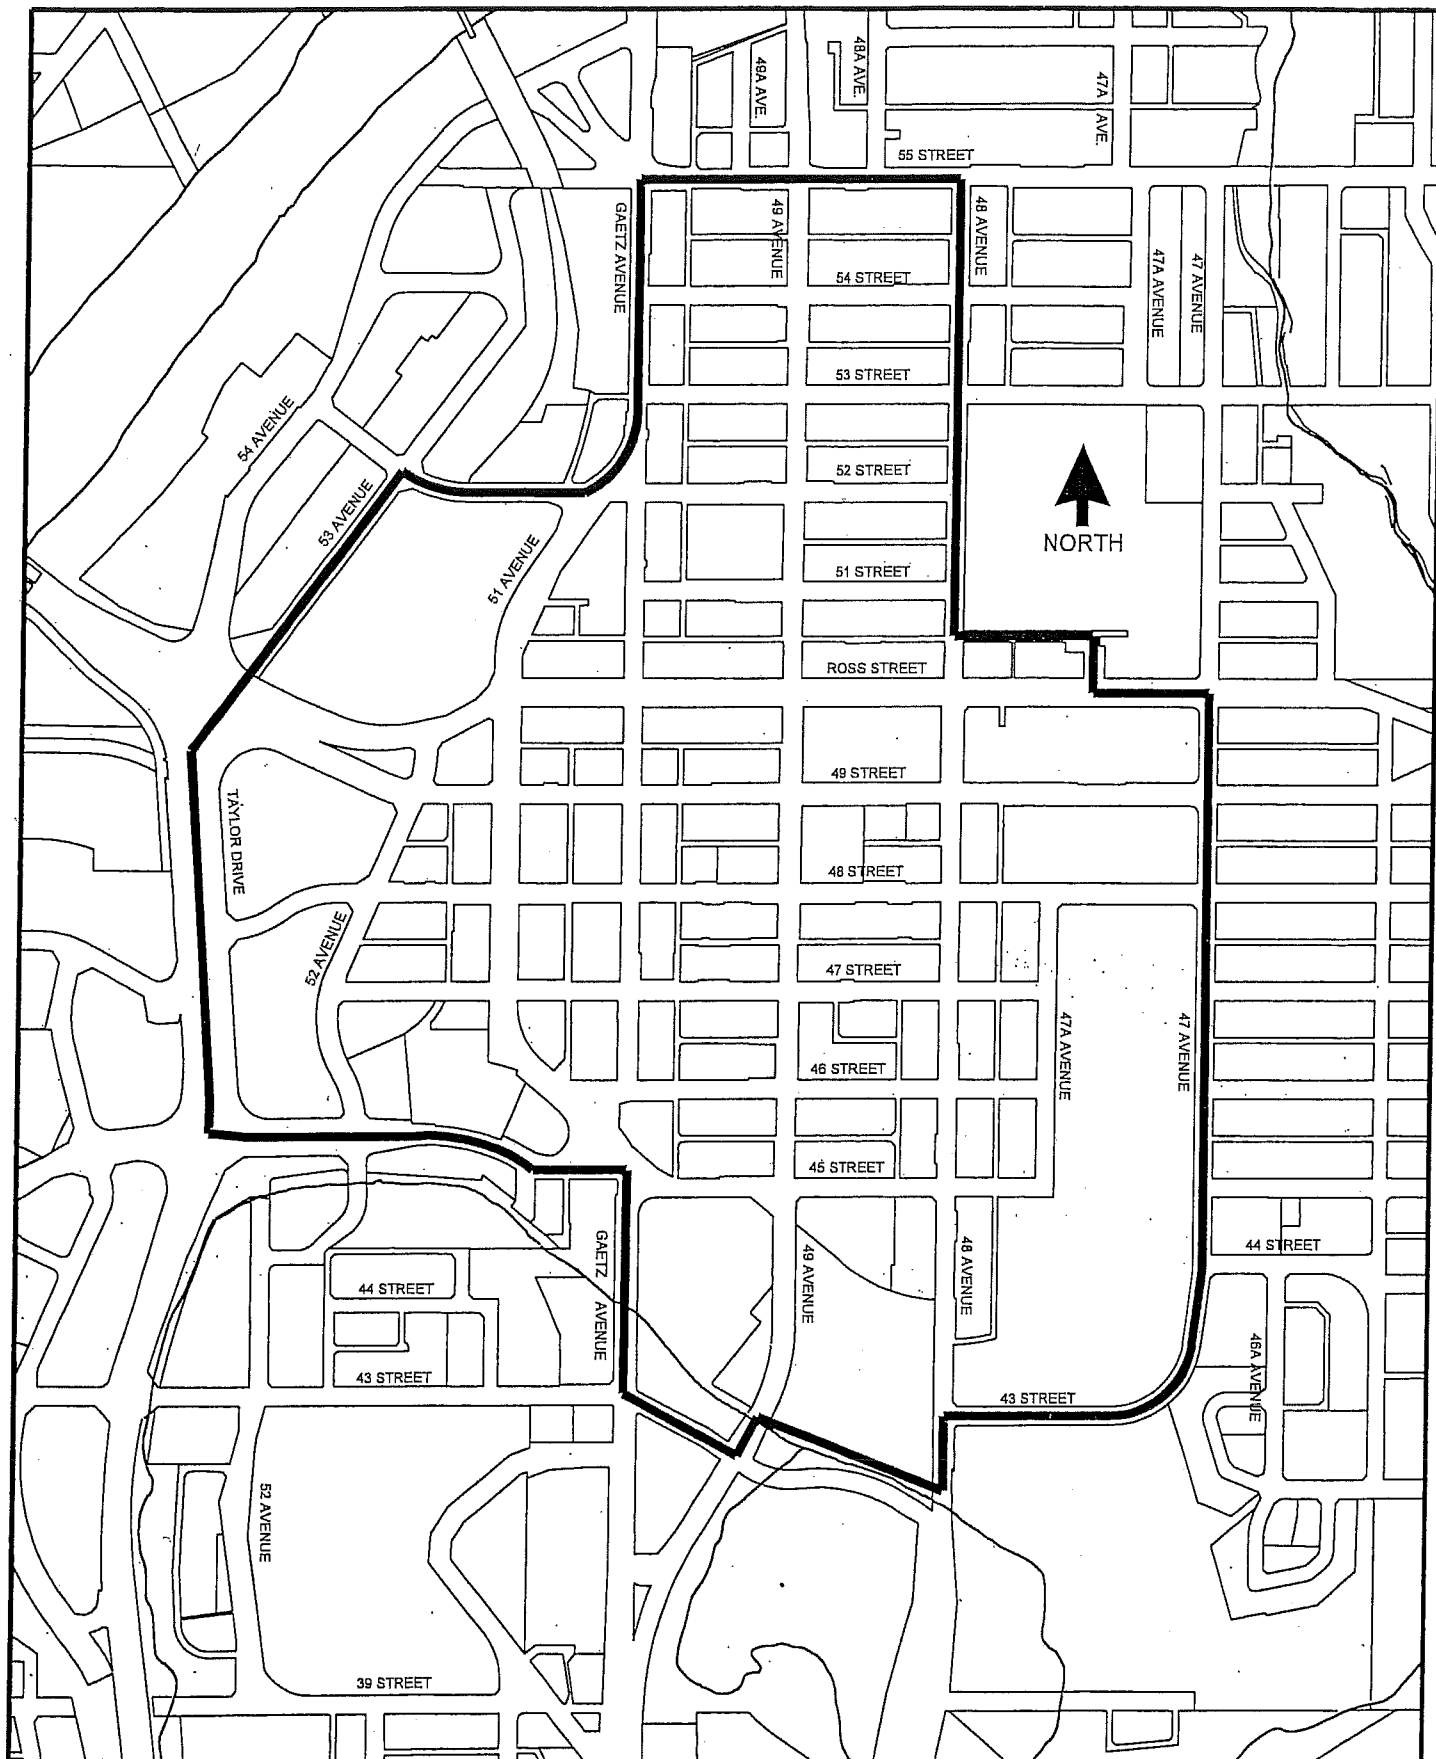 49A AVE.
48A AVE.
47A AVE.
55 STREET
GAETZ AVENUE
49 AVENUE
48 AVENUE
47A AVENUE
47 AVENUE
54 STREET
53 STREET
54 AVENUE
52 STREET
53 AVENUE
NORTH
51 AVENUE
51 STREET
ROSS STREET
49 STREET
TAYLOR DRIVE
48 STREET
52 AVENUE
47 STREET
47A AVENUE
47 AVENUE
46 STREET
45 STREET
GAETZ AVENUE
49 AVENUE
48 AVENUE
44 STREET
44 STREET
43 STREET
46A AVENUE
43 STREET
52 AVENUE
39 STREET